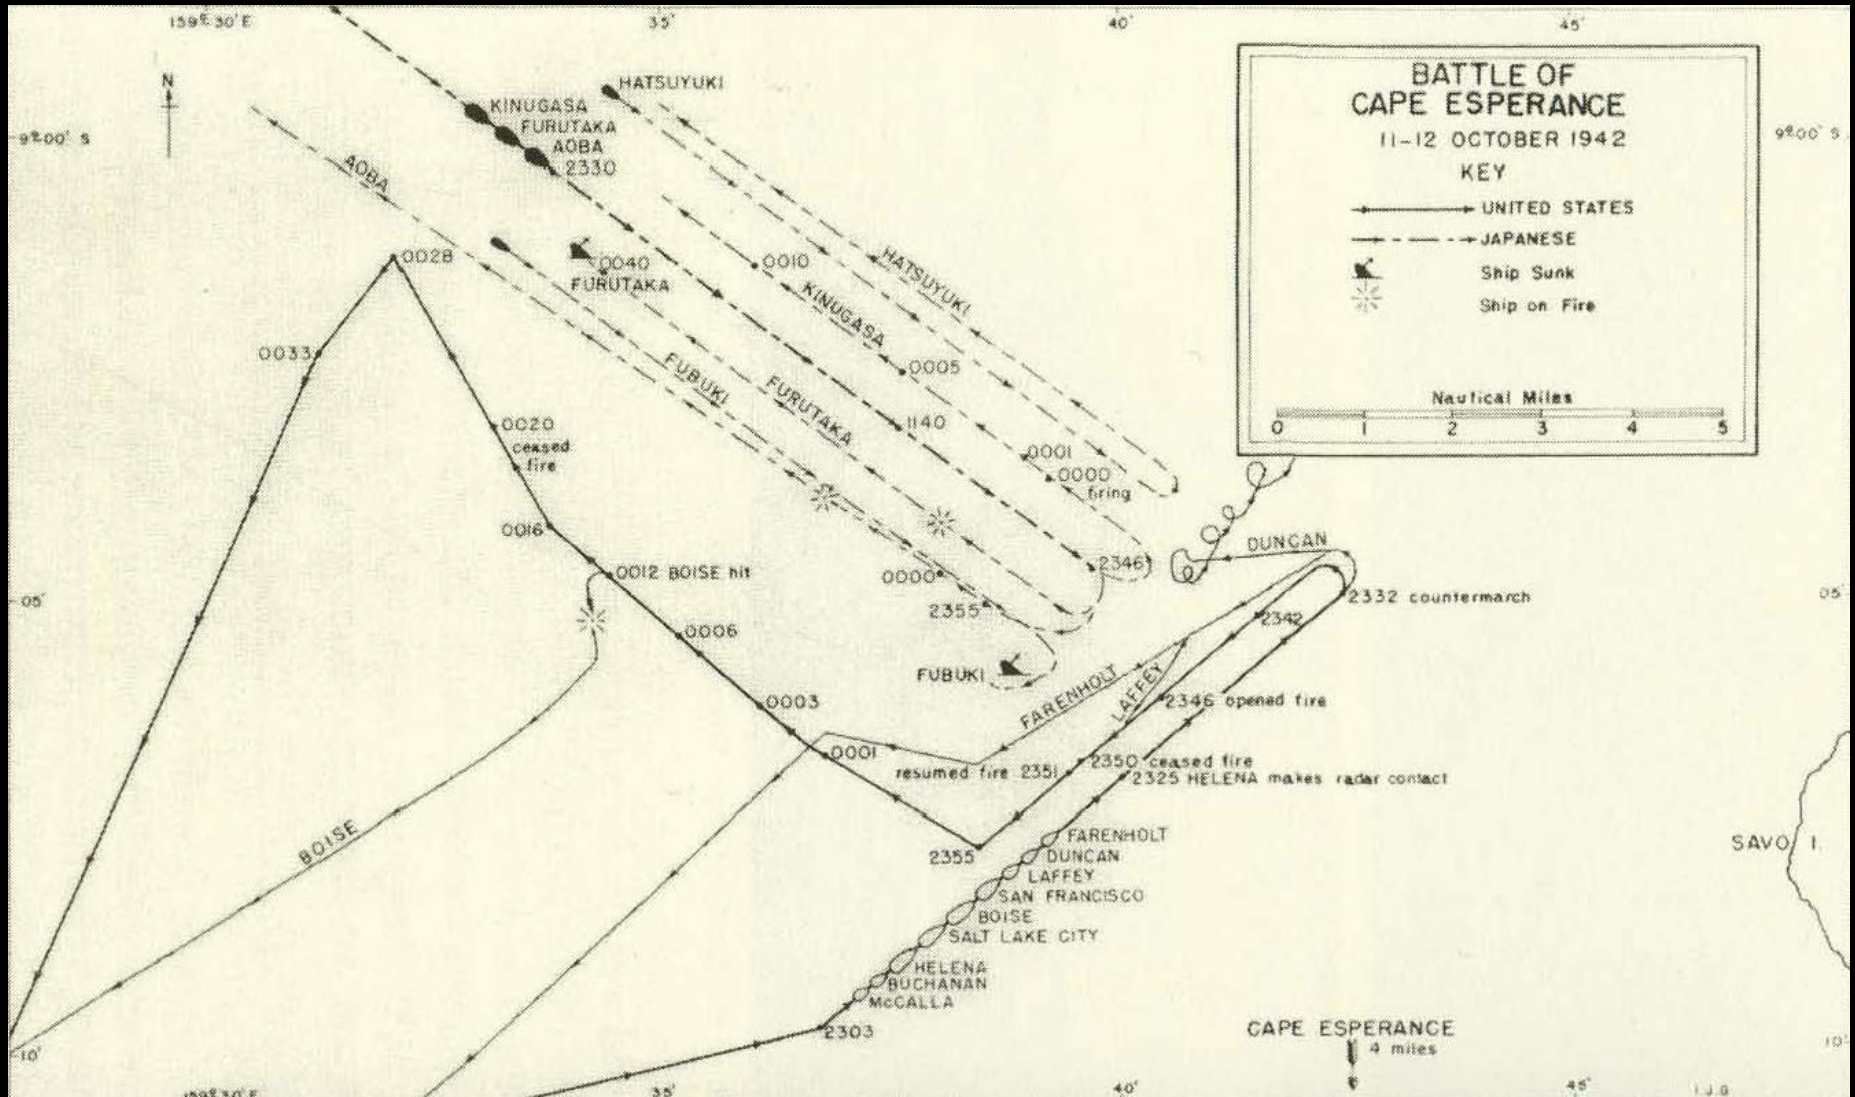 159° 30' E
35'
40'
45'
N
9° 00' S
9° 00' S
HATSUYUKI
KINUGASA
FURUTAKA
AOBA
2330
AOBA
BATTLE OF
CAPE ESPERANCE
11-12 OCTOBER 1942
KEY
UNITED STATES
JAPANESE
Ship Sunk
Ship on Fire
Nautical Miles
0 1 2 3 4 5
0028
0040
FURUTAKA
0010
HATSUYUKI
KINUGASA
0033
0005
FUBUKI
FURUTAKA
0020
ceased
fire
1140
0001
0000
firing
0016
DUNCAN
0012 BOISE hit
0000
2346
05'
2355
2332 countermarch
05'
2342
0006
FUBUKI
FARENHOLT
LAFFEY
2346 opened fire
0003
0001
resumed fire 2351
2350 ceased fire
2325 HELENA makes radar contact
BOISE
2355
FARENHOLT
DUNCAN
LAFFEY
SAN FRANCISCO
BOISE
SALT LAKE CITY
HELENA
BUCHANAN
McCALLA
2303
SAVO I.
CAPE ESPERANCE
4 miles
10'
10'
159° 30' E
35'
40'
45'
I.J.G